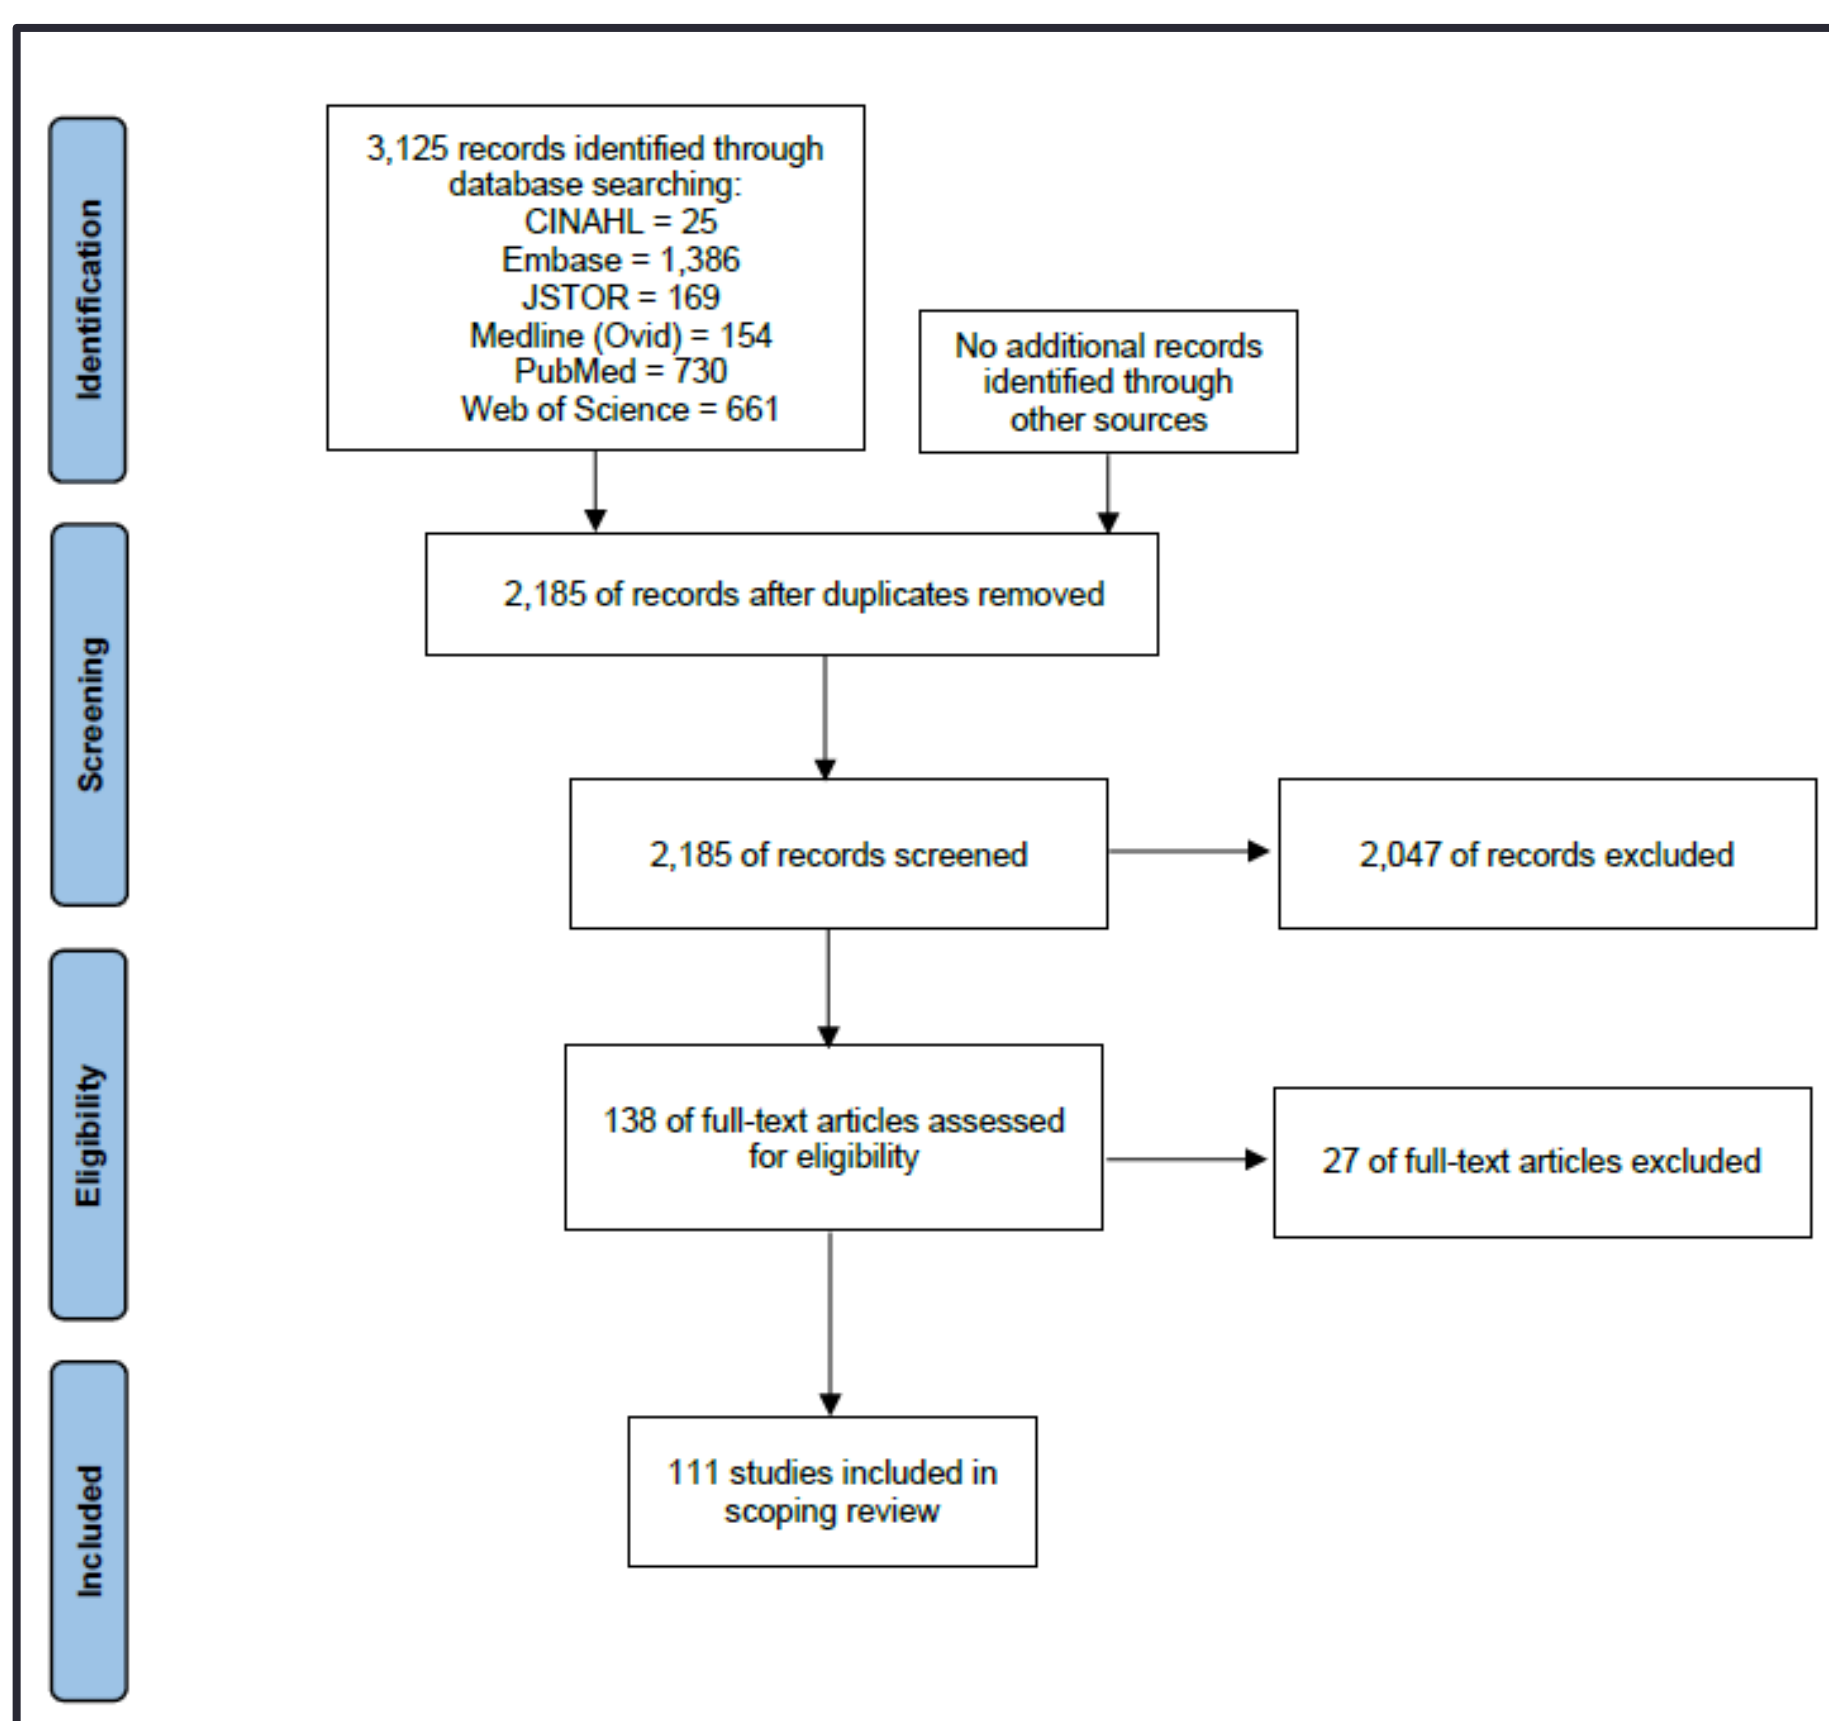 Identification
3,125 records identified through
database searching:
CINAHL = 25
Embase = 1,386
JSTOR = 169
Medline (Ovid) = 154
PubMed = 730
Web of Science = 661
No additional records
identified through
other sources
Screening
2,185 of records after duplicates removed
2,185 of records screened
2,047 of records excluded
Eligibility
138 of full-text articles assessed
for eligibility
27 of full-text articles excluded
Included
111 studies included in
scoping review